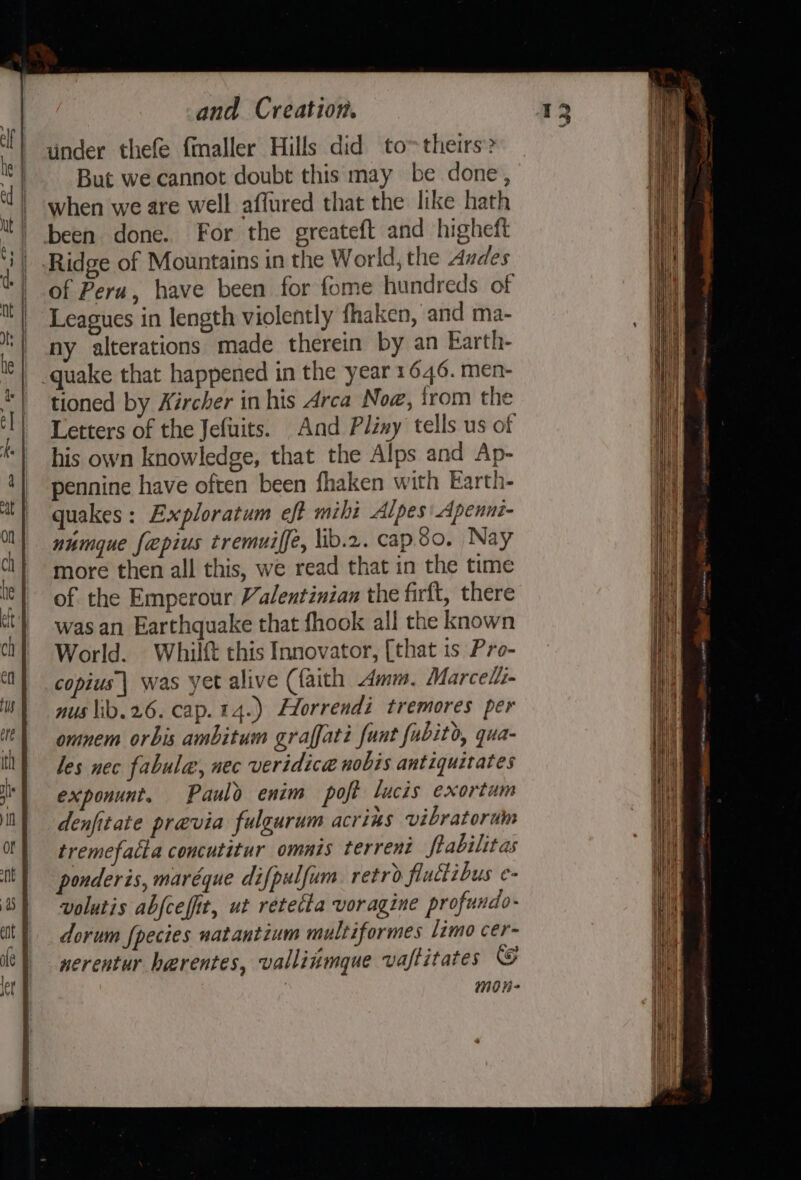 and Creation. 13
under theſe ſmaller Hills did to theirs?
But we cannot doubt this may be done,
when we are well aſſured that the like hath
been done. For the greateſt and higheſt
Ridge of Mountains in the World, the Andes
of Peru, have been for ſome hundreds of
Leagues in length violently ſhaken, and ma-
ny alterations made therein by an Earth-
quake that happened in the year 1646. men-
tioned by Kircher in his Arca Noæ, from the
Letters of the Jeſuits. And Pliny tells us of
his own knowledge, that the Alps and Ap-
pennine have often been ſhaken with Earth-
quakes: Exploratum eſt mihi Alpes Apenni-
númque ſæpius tremuiſſe, lib.2. cap.80. Nay
more then all this, we read that in the time
of the Emperour Valentinian the firſt, there
was an Earthquake that ſhook all the known
World. Whilſt this Innovator, [that is Pro-
copius] was yet alive (ſaith Amm. Marcelli-
nus lib.26. cap. 14.) Horrendi tremores per
omnem orbis ambitum graſſati ſunt ſubitò, qua-
les nec fabulæ, nec veridicæ nobis antiquitates
exponunt. Paulò enim poſt lucis exortum
denſitate prævia fulgurum acriùs vibratorum
tremefacta concutitur omnis terreni ſtabilitas
ponderis, maréque diſpulſum retrò fluctibus e-
volutis abſceſſit, ut retecta voragine profundo-
dorum ſpecies natantium multiformes limo cer-
nerentur hærentes, valliúmque vaſtitates &
mon-